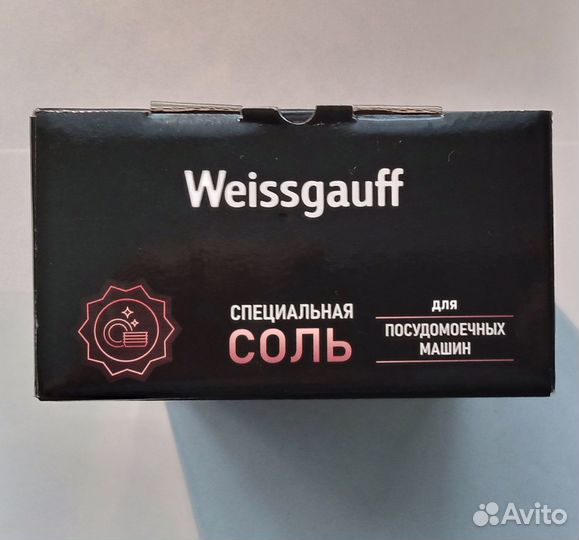 Weissgauff
СПЕЦИАЛЬНАЯ
СОЛЬ
для
ПОСУДОМОЕЧНЫХ
МАШИН
Avito